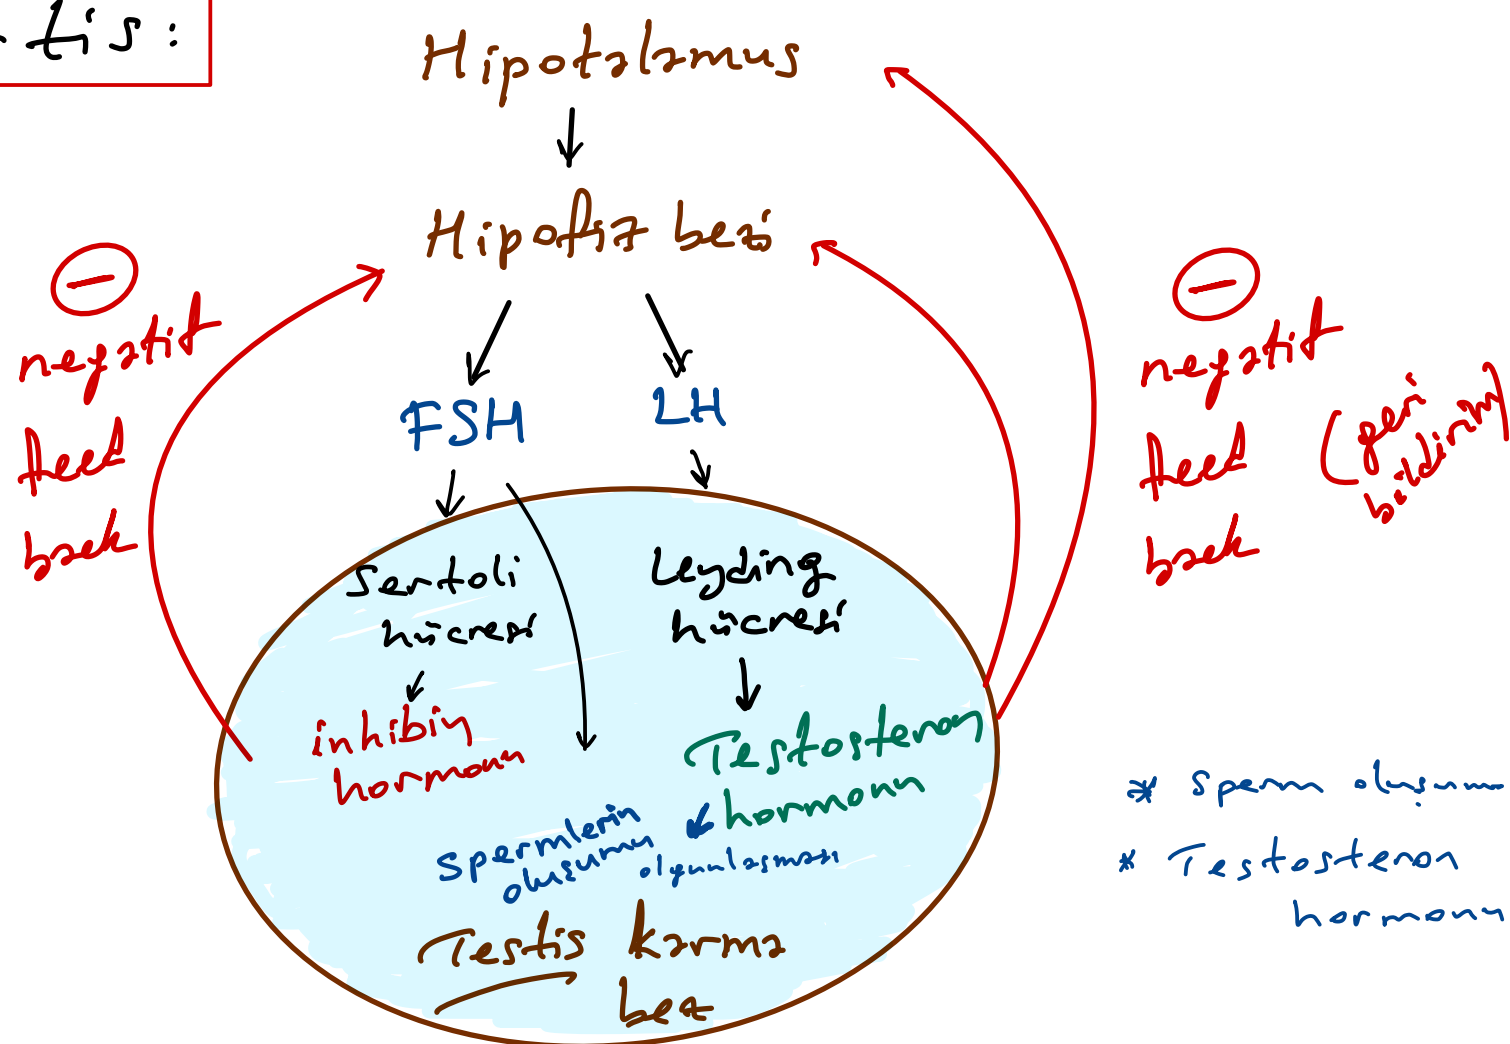 tis:
Hipotalamus
Hipofiz bezi
negatif
feed
back
FSH
LH
negatif
feed
back
(geri
bildirim)
Sertoli
hücresi
Leyding
hücresi
inhibin
hormonu
Testosteron
hormonu
Spermlerin
oluşumu
olgunlaşması
Testis karma
bez
* Sperm oluşumu
* Testosteron
hormonu